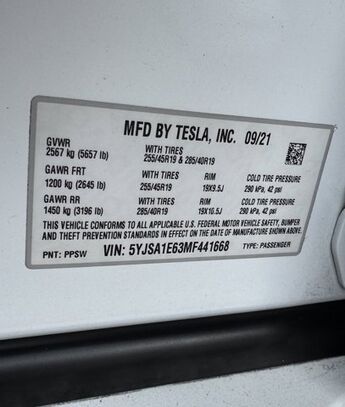 MFD BY TESLA, INC. 09/21
GVWR WITH TIRES
2567 kg (5657 lb) 255/45R19 & 285/40R19
GAWR FRT WITH TIRES RIM COLD TIRE PRESSURE
1200 kg (2645 lb) 255/45R19 19X9.5J 290 kPa, 42 psi
GAWR RR WITH TIRES RIM COLD TIRE PRESSURE
1450 kg (3196 lb) 285/40R19 19X10.5J 290 kPa, 42 psi
THIS VEHICLE CONFORMS TO ALL APPLICABLE U.S. FEDERAL MOTOR VEHICLE SAFETY, BUMPER
AND THEFT PREVENTION STANDARDS IN EFFECT ON THE DATE OF MANUFACTURE SHOWN ABOVE.
VIN: 5YJSA1E63MF441668
PNT: PPSW TYPE: PASSENGER